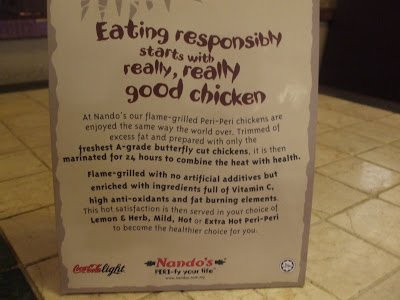 Eating responsibly
starts with
really, really
good chicken
At Nando's our flame-grilled Peri-Peri chickens are
enjoyed the same way the world over. Trimmed of
excess fat and prepared with only the
freshest A-grade butterfly cut chickens, it is then
marinated for 24 hours to combine the heat with health.
Flame-grilled with no artificial additives but
enriched with ingredients full of Vitamin C,
high anti-oxidants and fat burning elements.
This hot satisfaction is then served in your choice of
Lemon & Herb, Mild, Hot or Extra Hot Peri-Peri
to become the healthier choice for you.
Coca-Cola light
Nando's
PERi-fy your life
www.nandos.com.my